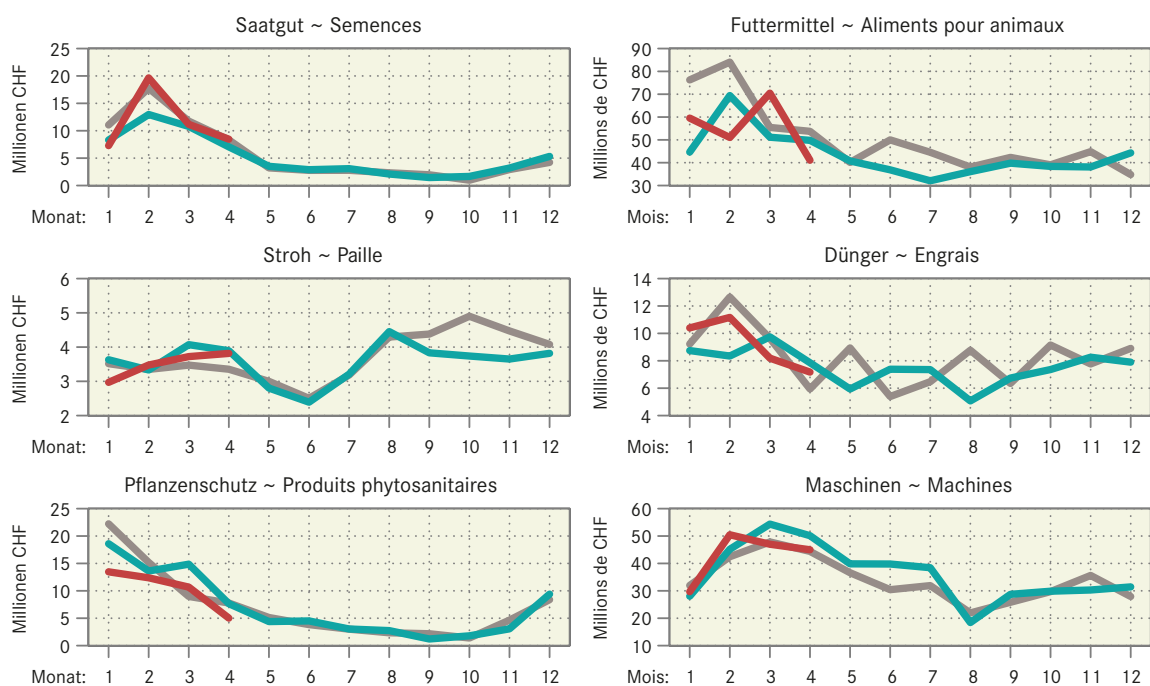 Saatgut ~ Semences
Millionen CHF
25
20
15
10
5
0
Monat: 1 2 3 4 5 6 7 8 9 10 11 12
Futtermittel ~ Aliments pour animaux
Millions de CHF
90
80
70
60
50
40
30
Mois: 1 2 3 4 5 6 7 8 9 10 11 12
Stroh ~ Paille
Millionen CHF
6
5
4
3
2
Monat: 1 2 3 4 5 6 7 8 9 10 11 12
Dünger ~ Engrais
Millions de CHF
14
12
10
8
6
4
Mois: 1 2 3 4 5 6 7 8 9 10 11 12
Pflanzenschutz ~ Produits phytosanitaires
Millionen CHF
25
20
15
10
5
0
Monat: 1 2 3 4 5 6 7 8 9 10 11 12
Maschinen ~ Machines
Millions de CHF
60
50
40
30
20
10
Mois: 1 2 3 4 5 6 7 8 9 10 11 12